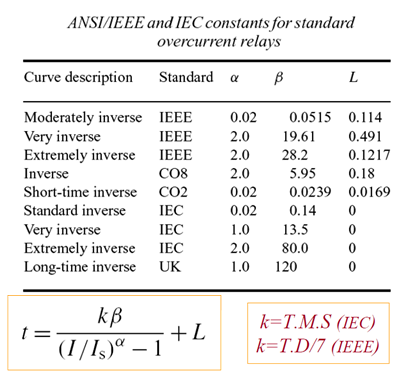 ANSI/IEEE and IEC constants for standard
overcurrent relays
Curve description Standard α β L
Moderately inverse IEEE 0.02 0.0515 0.114
Very inverse IEEE 2.0 19.61 0.491
Extremely inverse IEEE 2.0 28.2 0.1217
Inverse CO8 2.0 5.95 0.18
Short-time inverse CO2 0.02 0.0239 0.0169
Standard inverse IEC 0.02 0.14 0
Very inverse IEC 1.0 13.5 0
Extremely inverse IEC 2.0 80.0 0
Long-time inverse UK 1.0 120 0
t = kβ / ((I/Is)^α − 1) + L
k=T.M.S (IEC)
k=T.D/7 (IEEE)